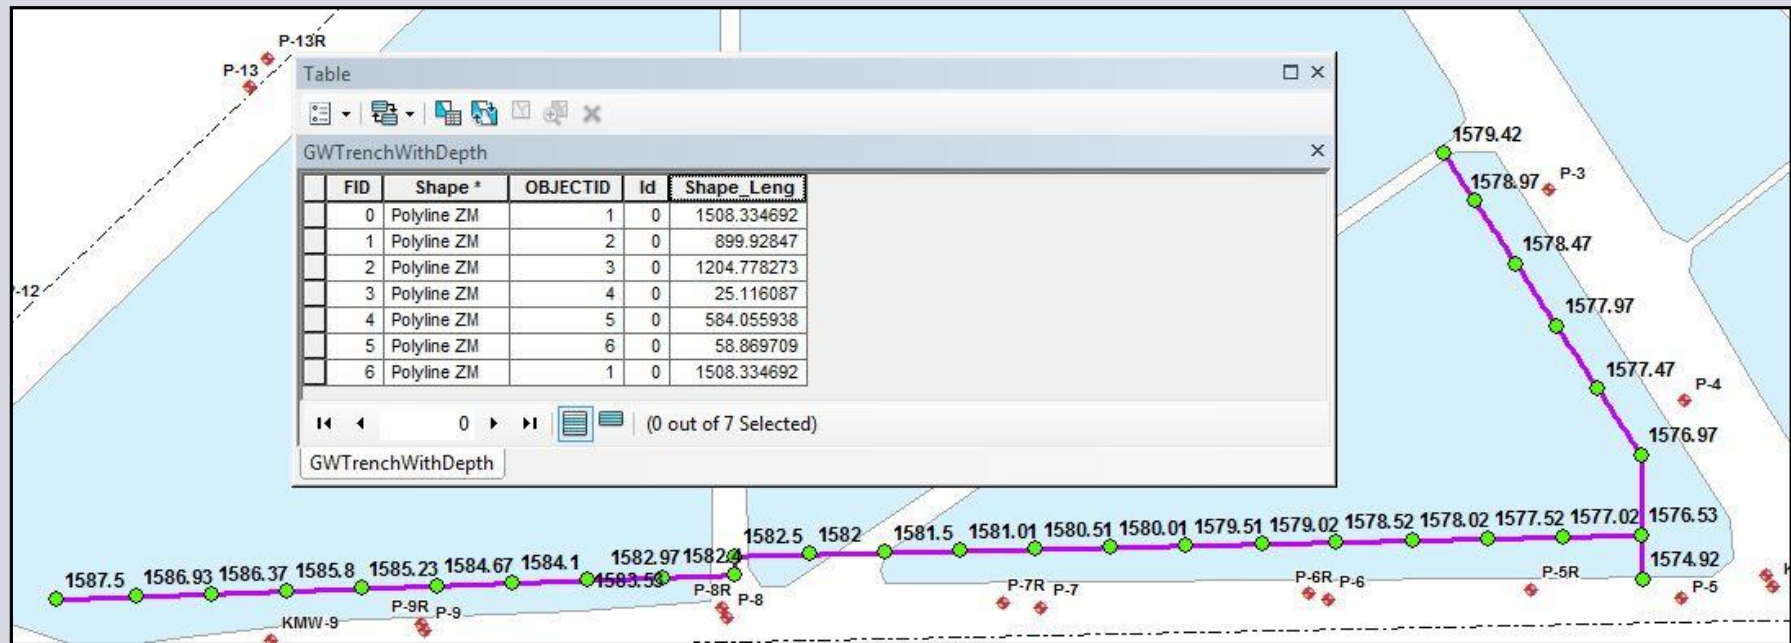 P-13R
P-13
-12
Table
GWTrenchWithDepth
FID Shape * OBJECTID Id Shape_Leng
0 Polyline ZM 1 0 1508.334692
1 Polyline ZM 2 0 899.92847
2 Polyline ZM 3 0 1204.778273
3 Polyline ZM 4 0 25.116087
4 Polyline ZM 5 0 584.055938
5 Polyline ZM 6 0 58.869709
6 Polyline ZM 1 0 1508.334692
0 (0 out of 7 Selected)
GWTrenchWithDepth
1579.42
1578.97
P-3
1578.47
1577.97
1577.47
P-4
1576.97
1587.5 1586.93 1586.37 1585.8 1585.23 1584.67 1584.1 1583.53 1582.97 1582.4
1582.5 1582 1581.5 1581.01 1580.51 1580.01 1579.51 1579.02 1578.52 1578.02 1577.52 1577.02 1576.53
1574.92
KMW-9
P-9R P-9
P-8R P-8
P-7R P-7
P-6R P-6
P-5R
P-5
K